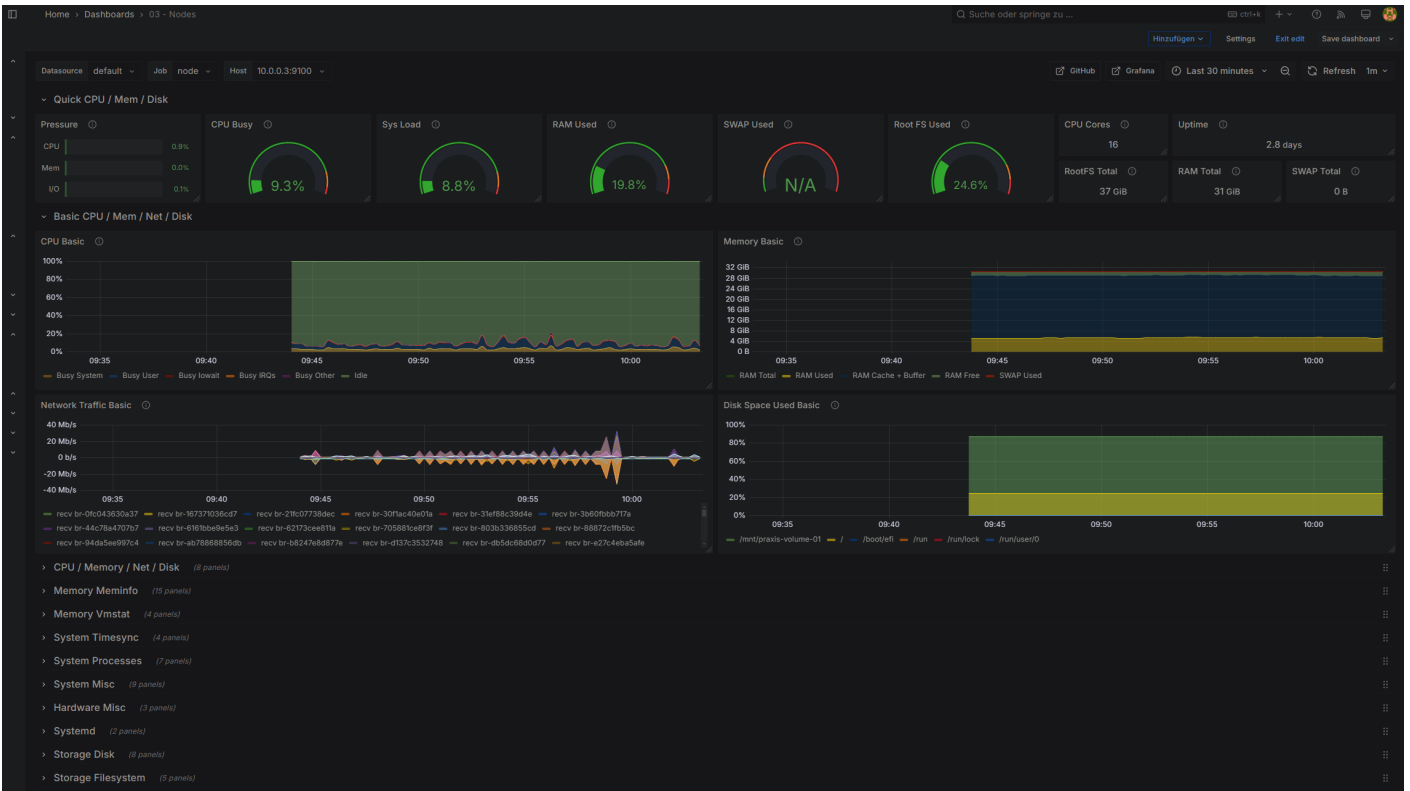 Home › Dashboards › 03 - Nodes
Suche oder springe zu ...
ctrl+k
Hinzufügen
Settings
Exit edit
Save dashboard
Datasource default
Job node
Host 10.0.0.3:9100
GitHub
Grafana
Last 30 minutes
Refresh 1m
Quick CPU / Mem / Disk
Pressure
CPU 0.9%
Mem 0.0%
I/O 0.1%
CPU Busy
9.3%
Sys Load
8.8%
RAM Used
19.8%
SWAP Used
N/A
Root FS Used
24.6%
CPU Cores
16
Uptime
2.8 days
RootFS Total
37 GiB
RAM Total
31 GiB
SWAP Total
0 B
Basic CPU / Mem / Net / Disk
CPU Basic
100%
80%
60%
40%
20%
0%
09:35 09:40 09:45 09:50 09:55 10:00
Busy System Busy User Busy Iowait Busy IRQs Busy Other Idle
Memory Basic
32 GiB
28 GiB
24 GiB
20 GiB
16 GiB
12 GiB
8 GiB
4 GiB
0 B
09:35 09:40 09:45 09:50 09:55 10:00
RAM Total RAM Used RAM Cache + Buffer RAM Free SWAP Used
Network Traffic Basic
40 Mb/s
20 Mb/s
0 b/s
-20 Mb/s
-40 Mb/s
09:35 09:40 09:45 09:50 09:55 10:00
recv br-0fc043630a37 recv br-167371036cd7 recv br-21fc07738dec recv br-30f1ac40e01a recv br-31ef88c39d4e recv br-3b60fbbb717a
recv br-44c78a4707b7 recv br-6161bbe9e5e3 recv br-62173cee811a recv br-705881ce8f3f recv br-803b336855cd recv br-88872c1fb5bc
recv br-94da5ee997c4 recv br-ab78868856db recv br-b8247e8d877e recv br-d137c3532748 recv br-db5dc68d0d77 recv br-e27c4eba5afe
Disk Space Used Basic
100%
80%
60%
40%
20%
0%
09:35 09:40 09:45 09:50 09:55 10:00
/mnt/praxis-volume-01 / /boot/efi /run /run/lock /run/user/0
CPU / Memory / Net / Disk (8 panels)
Memory Meminfo (15 panels)
Memory Vmstat (4 panels)
System Timesync (4 panels)
System Processes (7 panels)
System Misc (9 panels)
Hardware Misc (3 panels)
Systemd (2 panels)
Storage Disk (8 panels)
Storage Filesystem (5 panels)